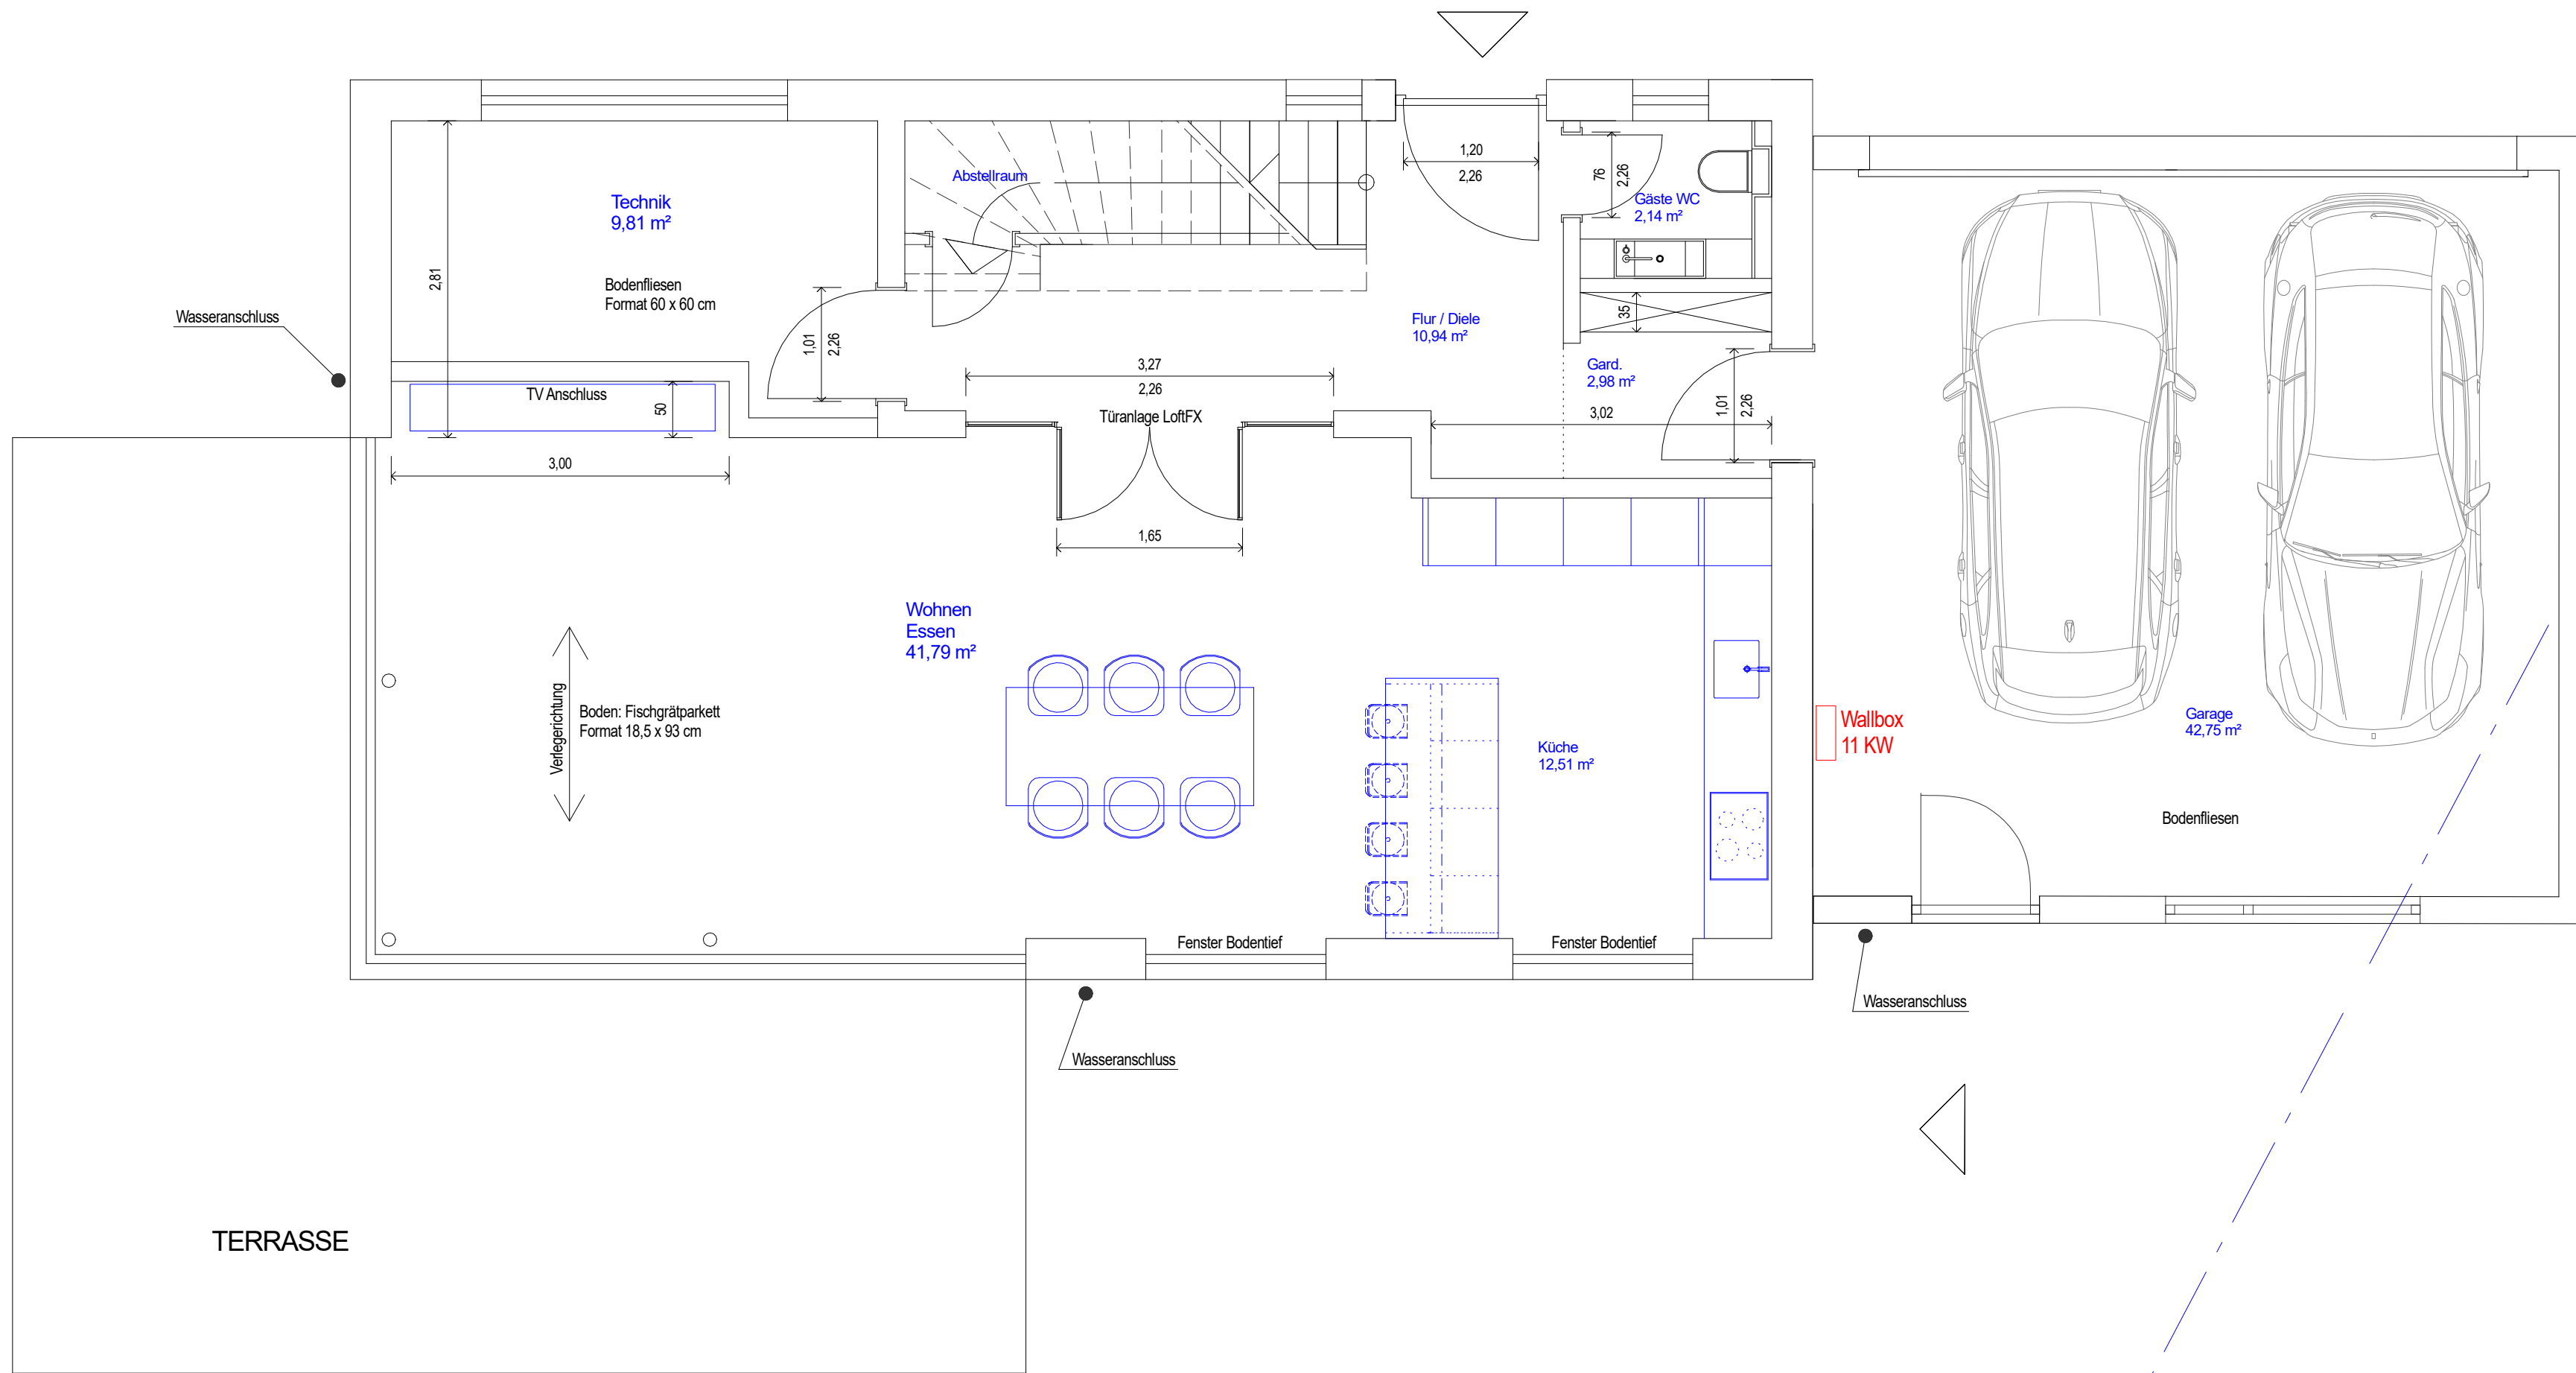 1,20
2,26
76
2,26
Abstellraum
Technik
9,81 m²
Gäste WC
2,14 m²
2,81
Bodenfliesen
Format 60 x 60 cm
Wasseranschluss
35
Flur / Diele
10,94 m²
1,01
2,26
3,27
2,26
Gard.
2,98 m²
TV Anschluss
50
Türanlage LoftFX
3,02
1,01
2,26
3,00
1,65
Wohnen
Essen
41,79 m²
Verlegerichtung
Boden: Fischgrätparkett
Format 18,5 x 93 cm
Küche
12,51 m²
Wallbox
11 KW
Garage
42,75 m²
Bodenfliesen
Fenster Bodentief
Fenster Bodentief
Wasseranschluss
Wasseranschluss
TERRASSE